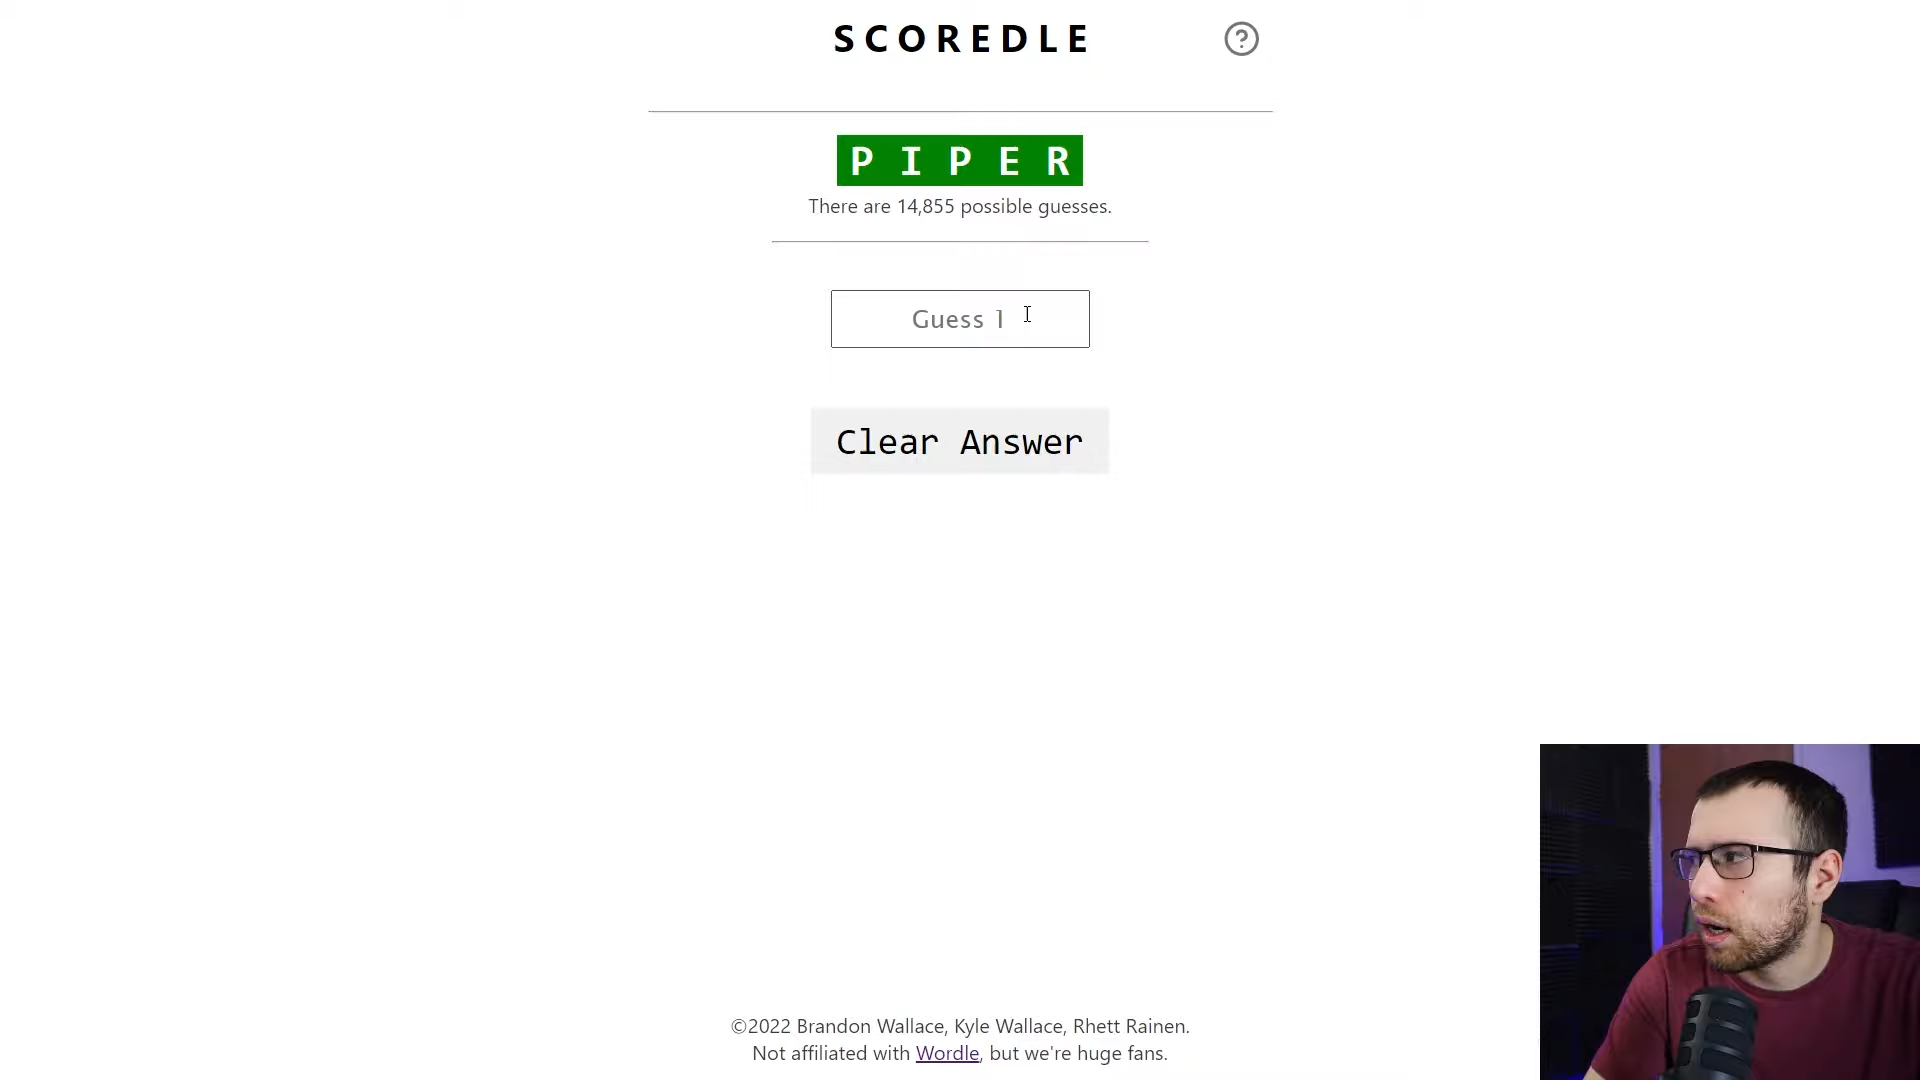 SCOREDLE
PIPER
There are 14,855 possible guesses.
Guess 1
Clear Answer
©2022 Brandon Wallace, Kyle Wallace, Rhett Rainen.
Not affiliated with Wordle, but we're huge fans.